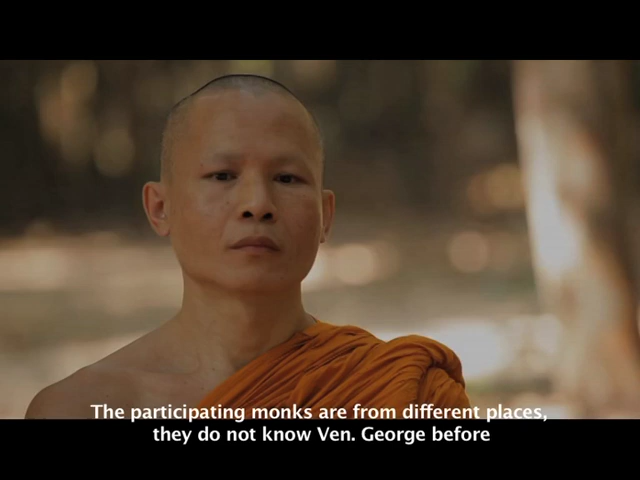 The participating monks are from different places,
they do not know Ven. George before